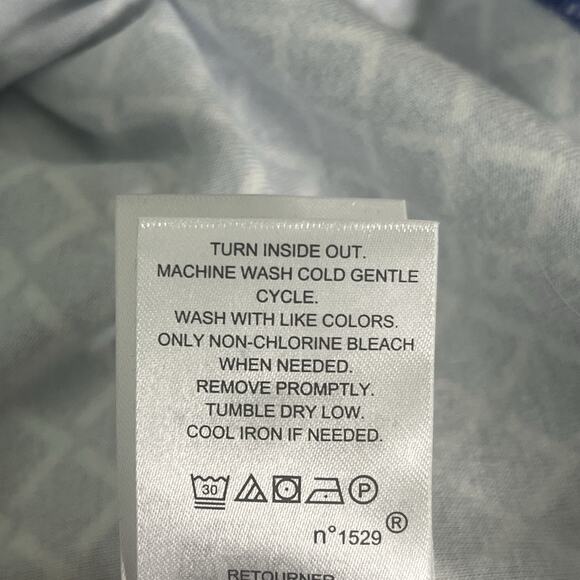 TURN INSIDE OUT.
MACHINE WASH COLD GENTLE
CYCLE.
WASH WITH LIKE COLORS.
ONLY NON-CHLORINE BLEACH
WHEN NEEDED.
REMOVE PROMPTLY.
TUMBLE DRY LOW.
COOL IRON IF NEEDED.
30 P
n°1529®
RETOURNER